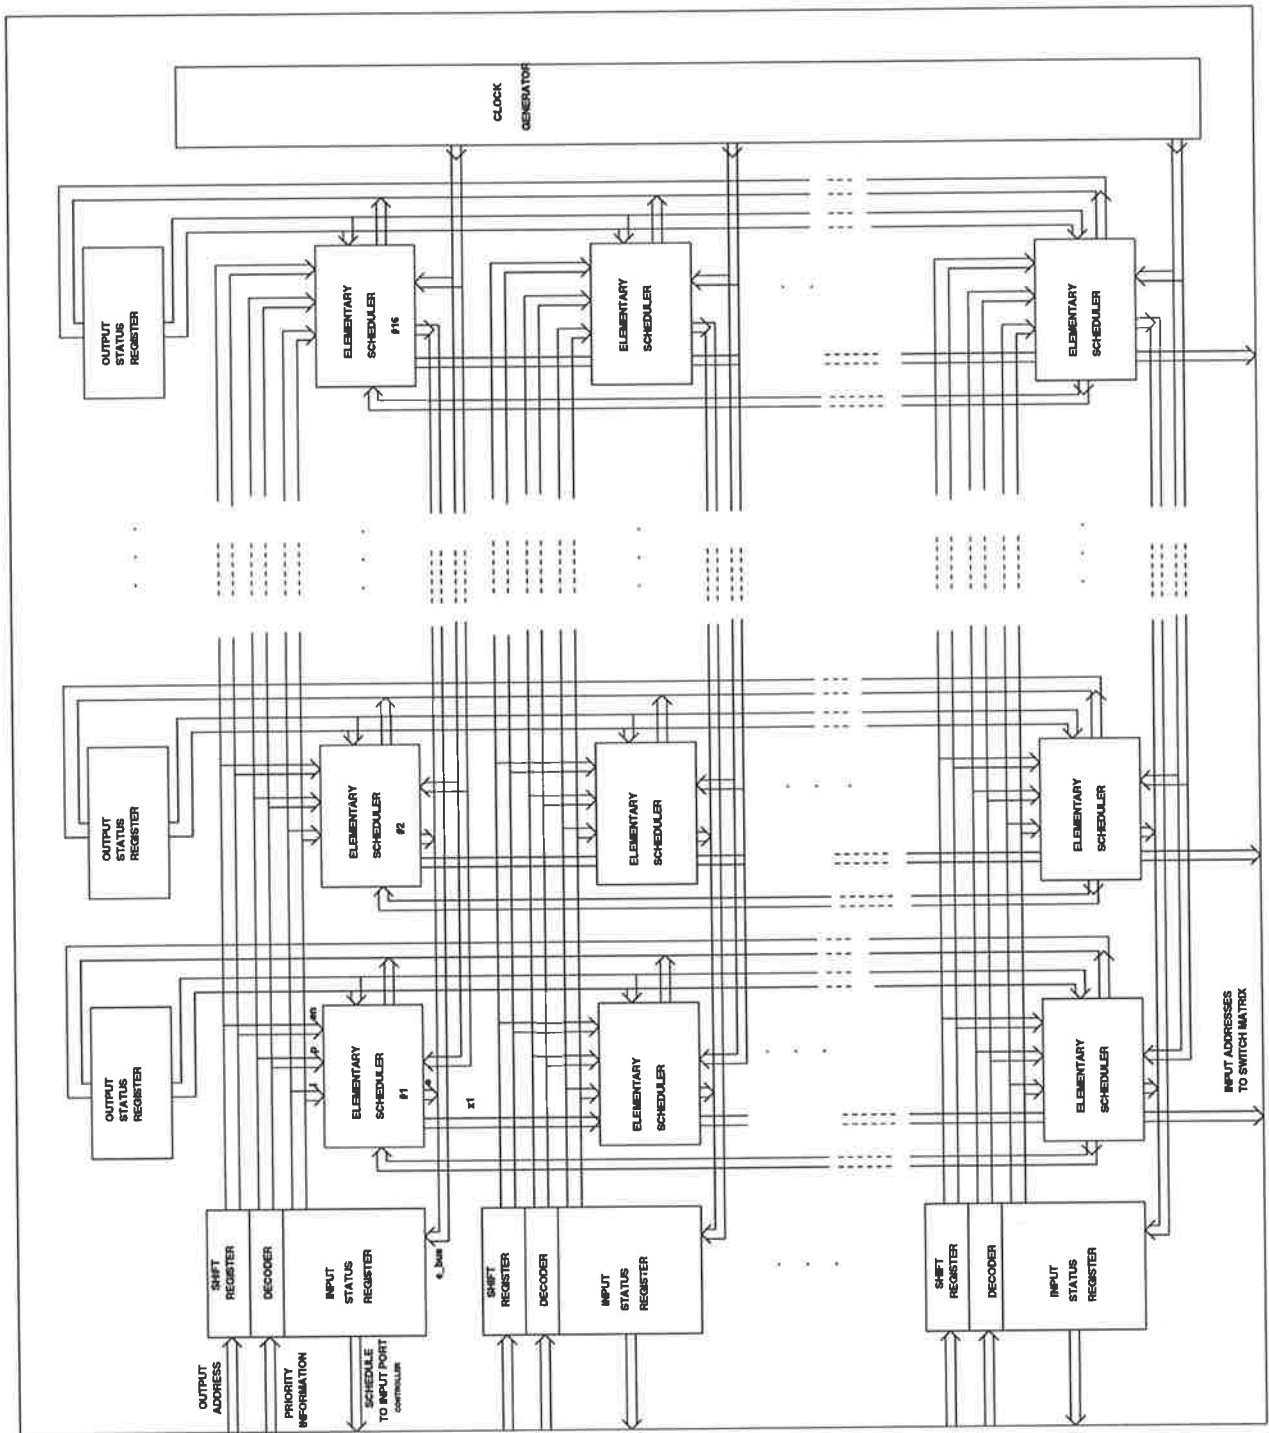 OUTPUT
STATUS
REGISTER
OUTPUT
STATUS
REGISTER
OUTPUT
STATUS
REGISTER
OUTPUT
ADDRESS
PRIORITY
INFORMATION
SCHEDULE
TO INPUT PORT
CONTROLLER
SHIFT
REGISTER
DECODER
INPUT
STATUS
REGISTER
e_bus
en
p
r
ELEMENTARY
SCHEDULER
#1
e
x1
ELEMENTARY
SCHEDULER
#2
ELEMENTARY
SCHEDULER
#16
SHIFT
REGISTER
DECODER
INPUT
STATUS
REGISTER
ELEMENTARY
SCHEDULER
ELEMENTARY
SCHEDULER
ELEMENTARY
SCHEDULER
CLOCK
GENERATOR
SHIFT
REGISTER
DECODER
INPUT
STATUS
REGISTER
ELEMENTARY
SCHEDULER
ELEMENTARY
SCHEDULER
ELEMENTARY
SCHEDULER
INPUT ADDRESSES
TO SWITCH MATRIX